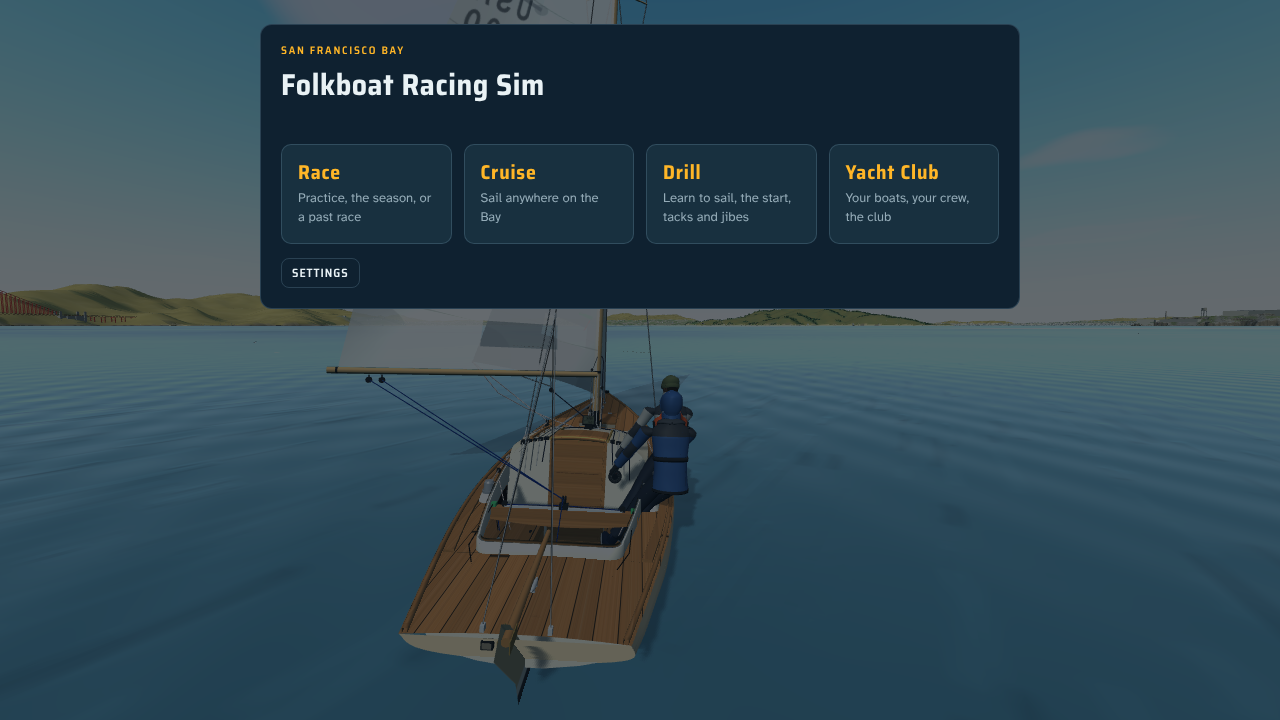 SAN FRANCISCO BAY
Folkboat Racing Sim
Race
Practice, the season, or
a past race
Cruise
Sail anywhere on the
Bay
Drill
Learn to sail, the start,
tacks and jibes
Yacht Club
Your boats, your crew,
the club
SETTINGS